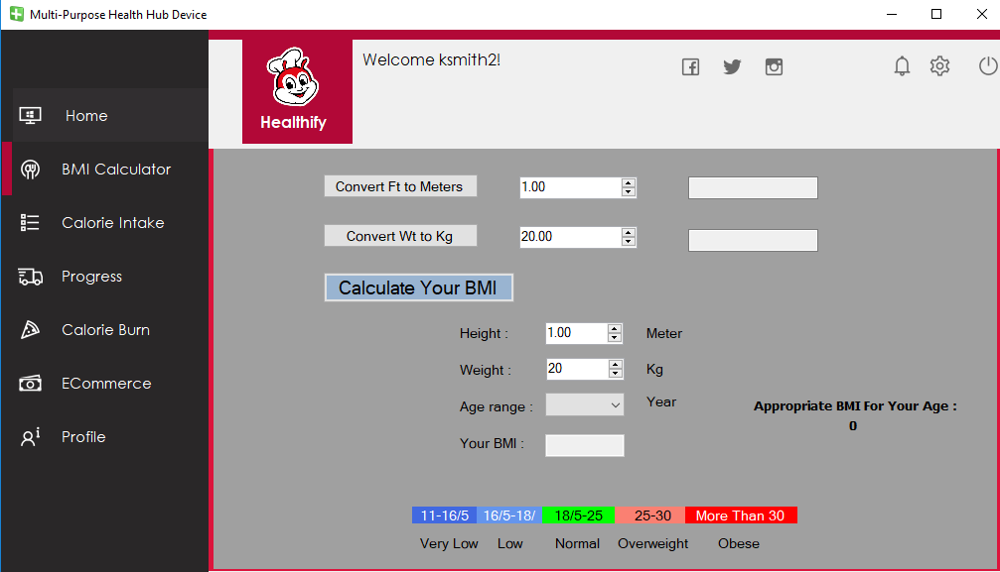 Multi-Purpose Health Hub Device
Welcome ksmith2!
Healthify
Home
BMI Calculator
Calorie Intake
Progress
Calorie Burn
ECommerce
Profile
Convert Ft to Meters 1.00
Convert Wt to Kg 20.00
Calculate Your BMI
Height : 1.00 Meter
Weight : 20 Kg
Age range : Year
Your BMI :
Appropriate BMI For Your Age :
0
11-16/5 16/5-18/ 18/5-25 25-30 More Than 30
Very Low Low Normal Overweight Obese